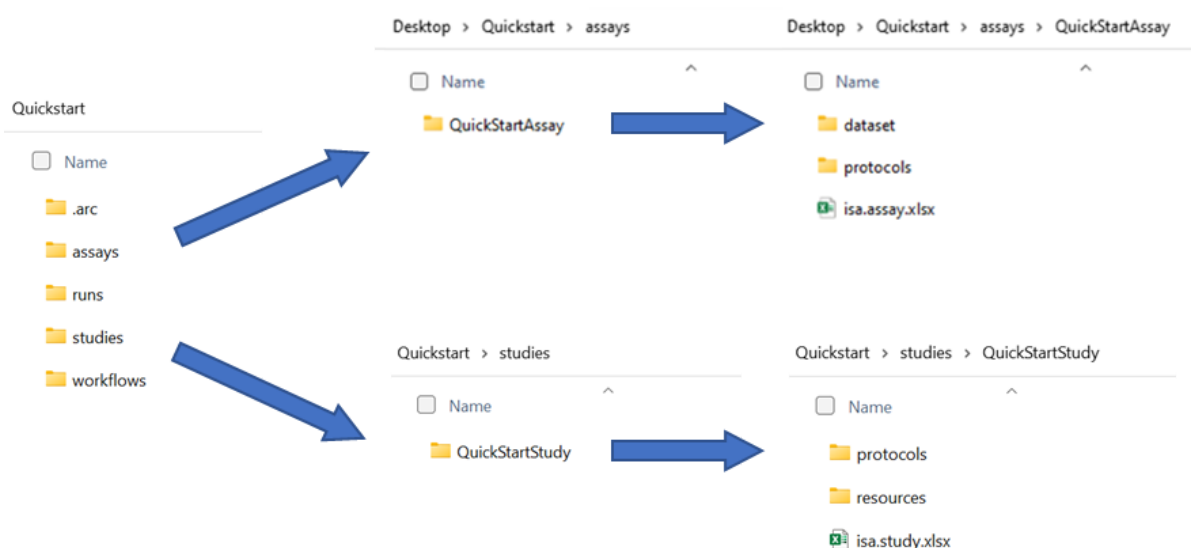 Quickstart
Name
.arc
assays
runs
studies
workflows
Desktop > Quickstart > assays
Name
QuickStartAssay
Desktop > Quickstart > assays > QuickStartAssay
Name
dataset
protocols
isa.assay.xlsx
Quickstart > studies
Name
QuickStartStudy
Quickstart > studies > QuickStartStudy
Name
protocols
resources
isa.study.xlsx